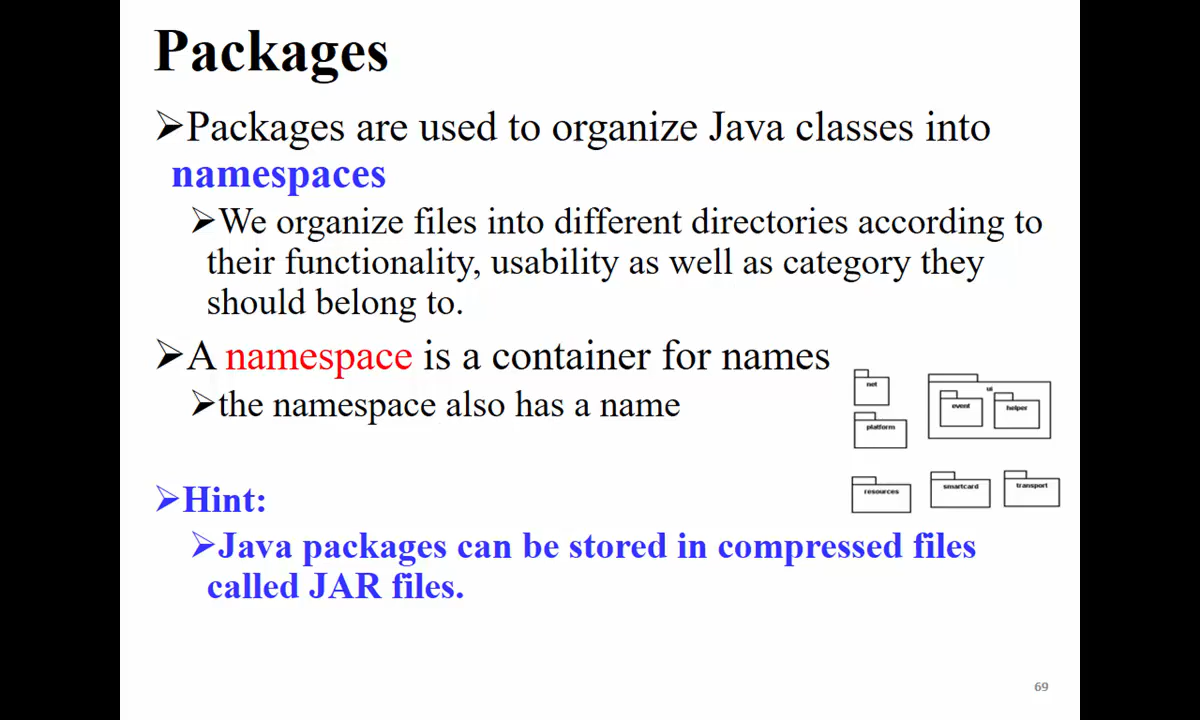 Packages
➢Packages are used to organize Java classes into
namespaces
➢We organize files into different directories according to
their functionality, usability as well as category they
should belong to.
➢A namespace is a container for names
➢the namespace also has a name
net
ui
event
helper
platform
resources
smartcard
transport
➢Hint:
➢Java packages can be stored in compressed files
called JAR files.
69